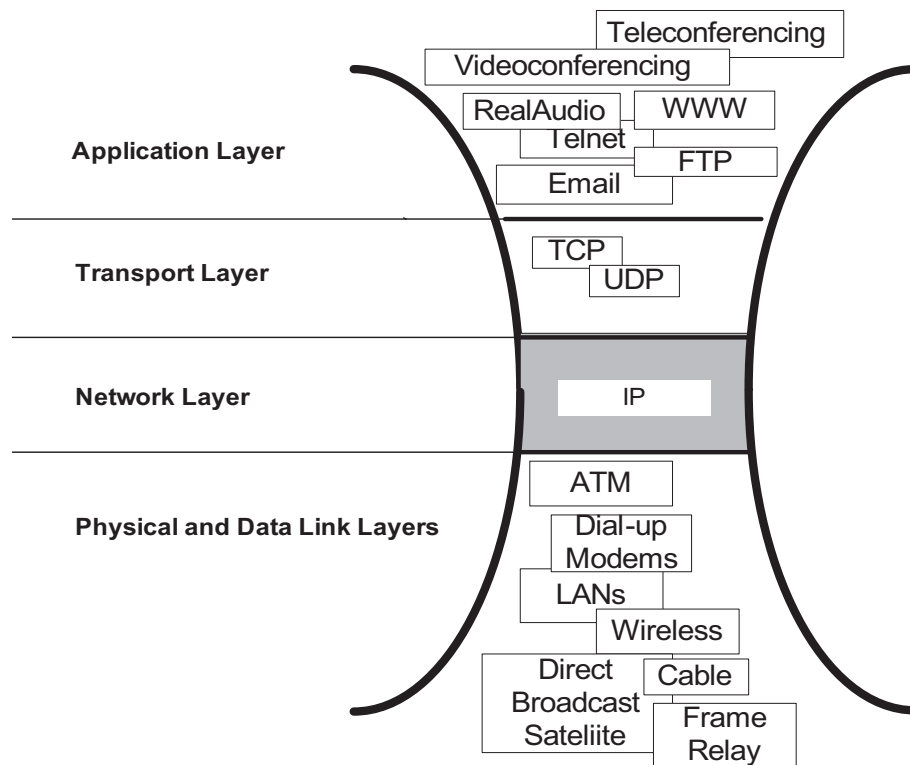 Teleconferencing
Videoconferencing
RealAudio
WWW
Telnet
FTP
Email
Application Layer
TCP
UDP
Transport Layer
Network Layer
IP
ATM
Physical and Data Link Layers
Dial-up
Modems
LANs
Wireless
Direct
Broadcast
Sateliite
Cable
Frame
Relay